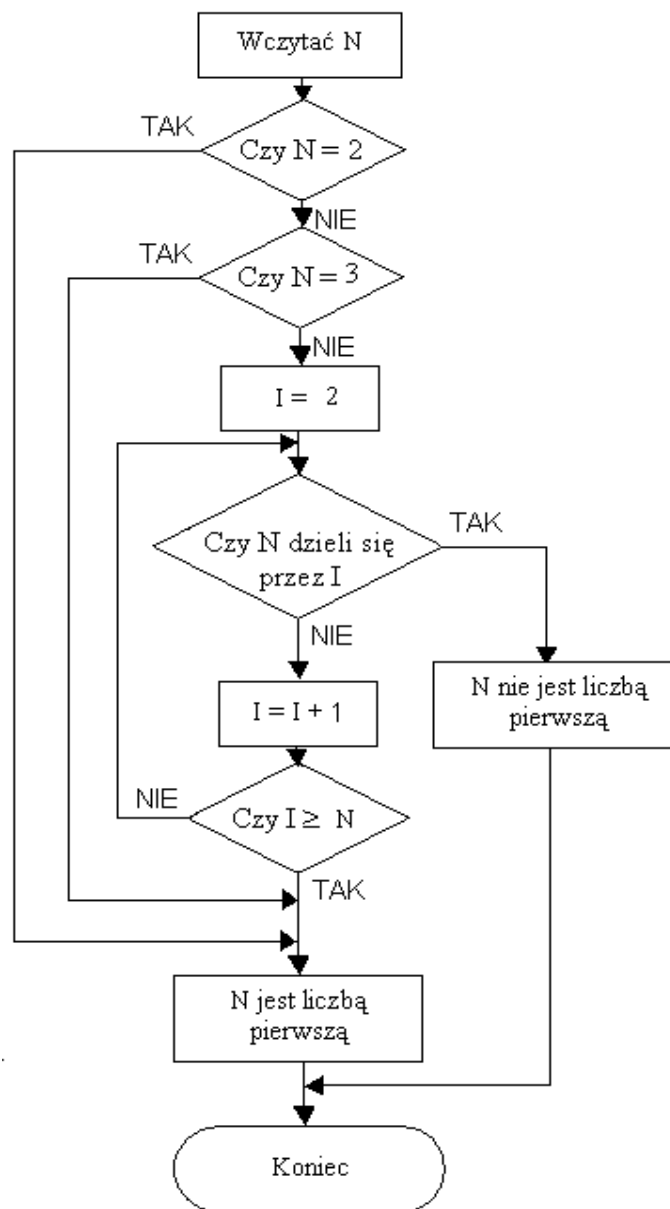 Wczytać N
TAK
Czy N = 2
NIE
TAK
Czy N = 3
NIE
I = 2
Czy N dzieli się
przez I
TAK
NIE
N nie jest liczbą
pierwszą
I = I + 1
NIE
Czy I ≥ N
TAK
N jest liczbą
pierwszą
Koniec